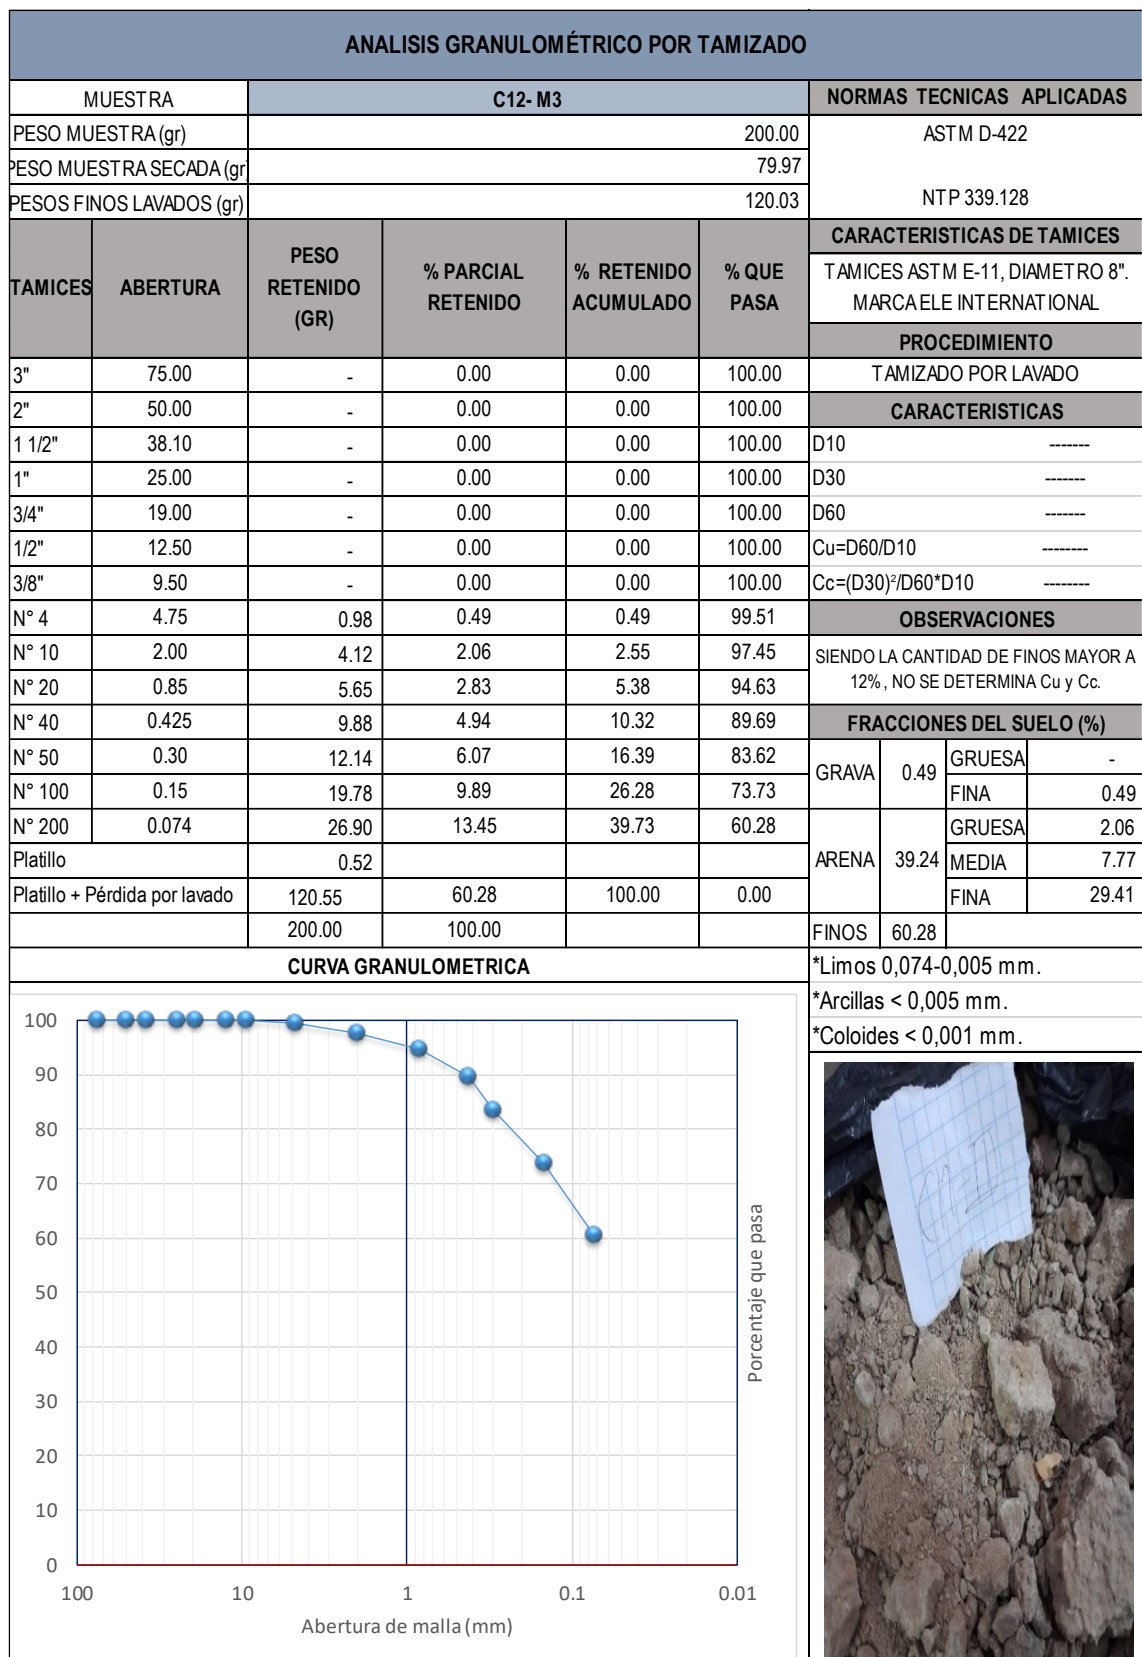 ANALISIS GRANULOMÉTRICO POR TAMIZADO
MUESTRA C12- M3 NORMAS TECNICAS APLICADAS
PESO MUESTRA (gr) 200.00 ASTM D-422
PESO MUESTRA SECADA (gr 79.97
PESOS FINOS LAVADOS (gr) 120.03 NTP 339.128
TAMICES ABERTURA PESO RETENIDO (GR) % PARCIAL RETENIDO % RETENIDO ACUMULADO % QUE PASA
CARACTERISTICAS DE TAMICES
TAMICES ASTM E-11, DIAMETRO 8".
MARCA ELE INTERNATIONAL
PROCEDIMIENTO
3" 75.00 - 0.00 0.00 100.00 TAMIZADO POR LAVADO
2" 50.00 - 0.00 0.00 100.00 CARACTERISTICAS
1 1/2" 38.10 - 0.00 0.00 100.00 D10 -------
1" 25.00 - 0.00 0.00 100.00 D30 -------
3/4" 19.00 - 0.00 0.00 100.00 D60 -------
1/2" 12.50 - 0.00 0.00 100.00 Cu=D60/D10 --------
3/8" 9.50 - 0.00 0.00 100.00 Cc=(D30)²/D60*D10 --------
N° 4 4.75 0.98 0.49 0.49 99.51 OBSERVACIONES
N° 10 2.00 4.12 2.06 2.55 97.45 SIENDO LA CANTIDAD DE FINOS MAYOR A
N° 20 0.85 5.65 2.83 5.38 94.63 12% , NO SE DETERMINA Cu y Cc.
N° 40 0.425 9.88 4.94 10.32 89.69 FRACCIONES DEL SUELO (%)
N° 50 0.30 12.14 6.07 16.39 83.62 GRAVA 0.49 GRUESA -
N° 100 0.15 19.78 9.89 26.28 73.73 FINA 0.49
N° 200 0.074 26.90 13.45 39.73 60.28 GRUESA 2.06
Platillo 0.52 ARENA 39.24 MEDIA 7.77
Platillo + Pérdida por lavado 120.55 60.28 100.00 0.00 FINA 29.41
200.00 100.00 FINOS 60.28
CURVA GRANULOMETRICA
*Limos 0,074-0,005 mm.
*Arcillas < 0,005 mm.
*Coloides < 0,001 mm.
100
90
80
70
60
50
40
30
20
10
0
100 10 1 0.1 0.01
Abertura de malla (mm)
Porcentaje que pasa